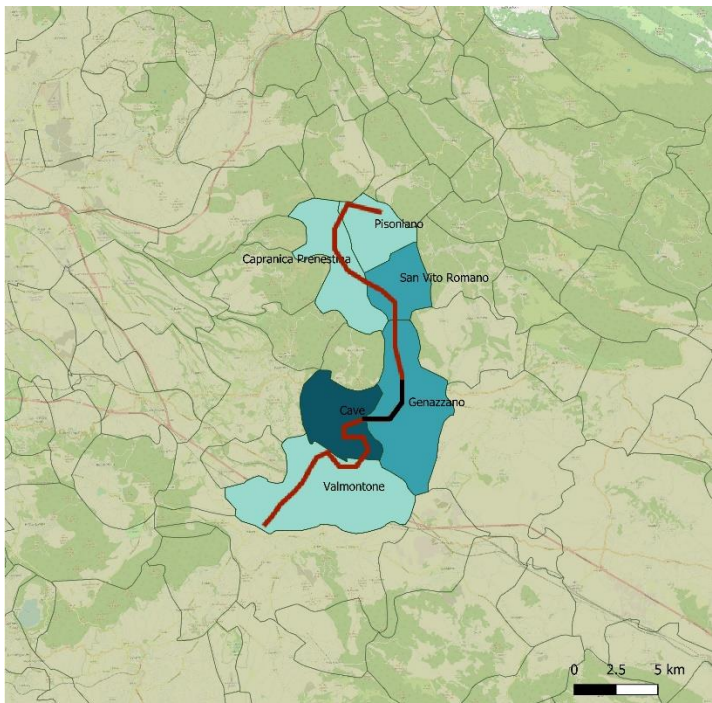 Pisoniano
Capranica Prenestina
San Vito Romano
Cave
Genazzano
Valmontone
0 2.5 5 km